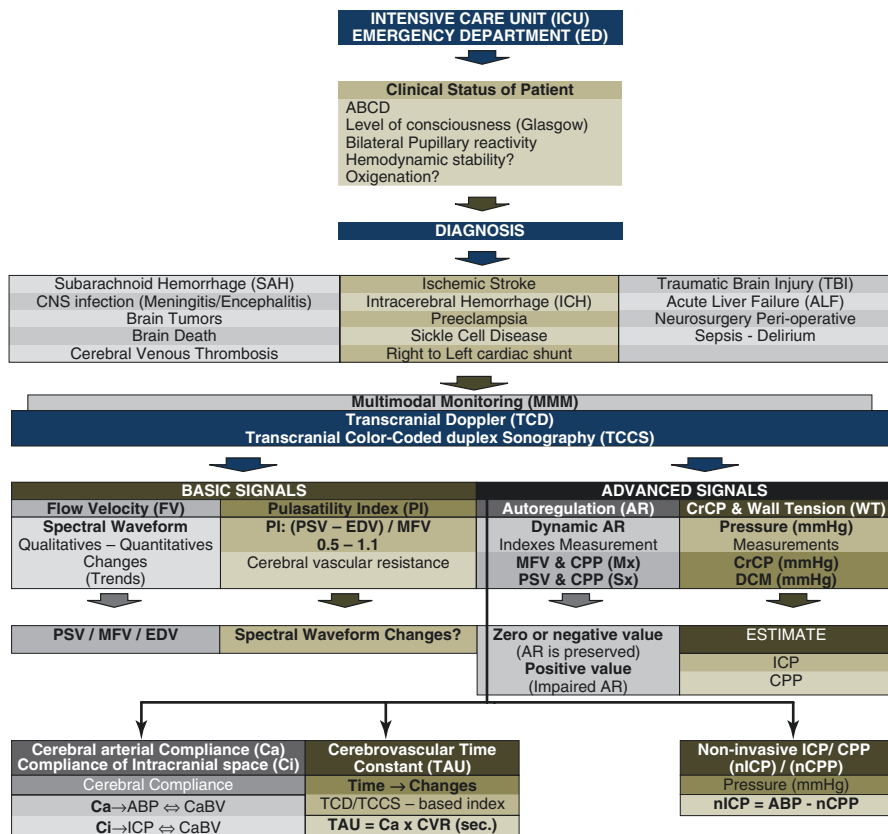 INTENSIVE CARE UNIT (ICU)
EMERGENCY DEPARTMENT (ED)
Clinical Status of Patient
ABCD
Level of consciousness (Glasgow)
Bilateral Pupillary reactivity
Hemodynamic stability?
Oxigenation?
DIAGNOSIS
Subarachnoid Hemorrhage (SAH)
CNS infection (Meningitis/Encephalitis)
Brain Tumors
Brain Death
Cerebral Venous Thrombosis
Ischemic Stroke
Intracerebral Hemorrhage (ICH)
Preeclampsia
Sickle Cell Disease
Right to Left cardiac shunt
Traumatic Brain Injury (TBI)
Acute Liver Failure (ALF)
Neurosurgery Peri-operative
Sepsis - Delirium
Multimodal Monitoring (MMM)
Transcranial Doppler (TCD)
Transcranial Color-Coded duplex Sonography (TCCS)
BASIC SIGNALS
Flow Velocity (FV)
Spectral Waveform
Qualitatives – Quantitatives
Changes
(Trends)
PSV / MFV / EDV
Pulasatility Index (PI)
PI: (PSV – EDV) / MFV
0.5 – 1.1
Cerebral vascular resistance
Spectral Waveform Changes?
ADVANCED SIGNALS
Autoregulation (AR)
Dynamic AR
Indexes Measurement
MFV & CPP (Mx)
PSV & CPP (Sx)
Zero or negative value
(AR is preserved)
Positive value
(Impaired AR)
CrCP & Wall Tension (WT)
Pressure (mmHg)
Measurements
CrCP (mmHg)
DCM (mmHg)
ESTIMATE
ICP
CPP
Cerebral arterial Compliance (Ca)
Compliance of Intracranial space (Ci)
Cerebral Compliance
Ca→ABP ⇔ CaBV
Ci→ICP ⇔ CaBV
Cerebrovascular Time
Constant (TAU)
Time → Changes
TCD/TCCS – based index
TAU = Ca x CVR (sec.)
Non-invasive ICP/ CPP
(nICP) / (nCPP)
Pressure (mmHg)
nICP = ABP - nCPP